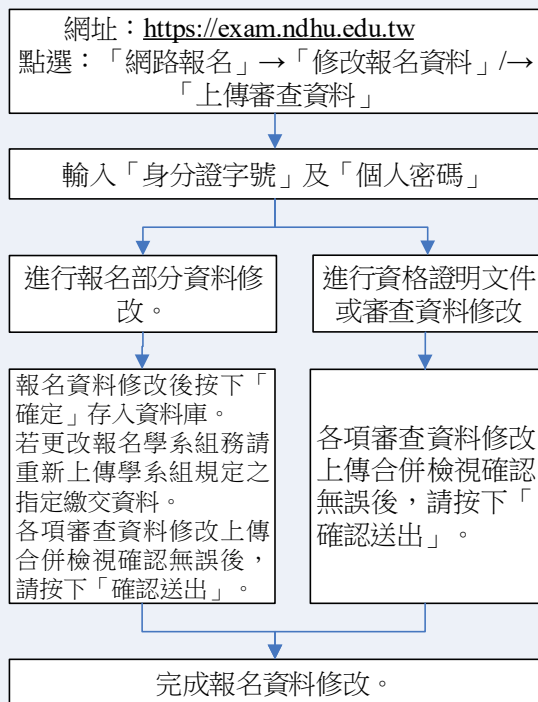 網址：https://exam.ndhu.edu.tw
點選：「網路報名」→「修改報名資料」/→
「上傳審查資料」
輸入「身分證字號」及「個人密碼」
進行報名部分資料修
改。
進行資格證明文件
或審查資料修改
報名資料修改後按下「
確定」存入資料庫。
若更改報名學系組務請
重新上傳學系組規定之
指定繳交資料。
各項審查資料修改上傳
合併檢視確認無誤後，
請按下「確認送出」。
各項審查資料修改
上傳合併檢視確認
無誤後，請按下「
確認送出」。
完成報名資料修改。